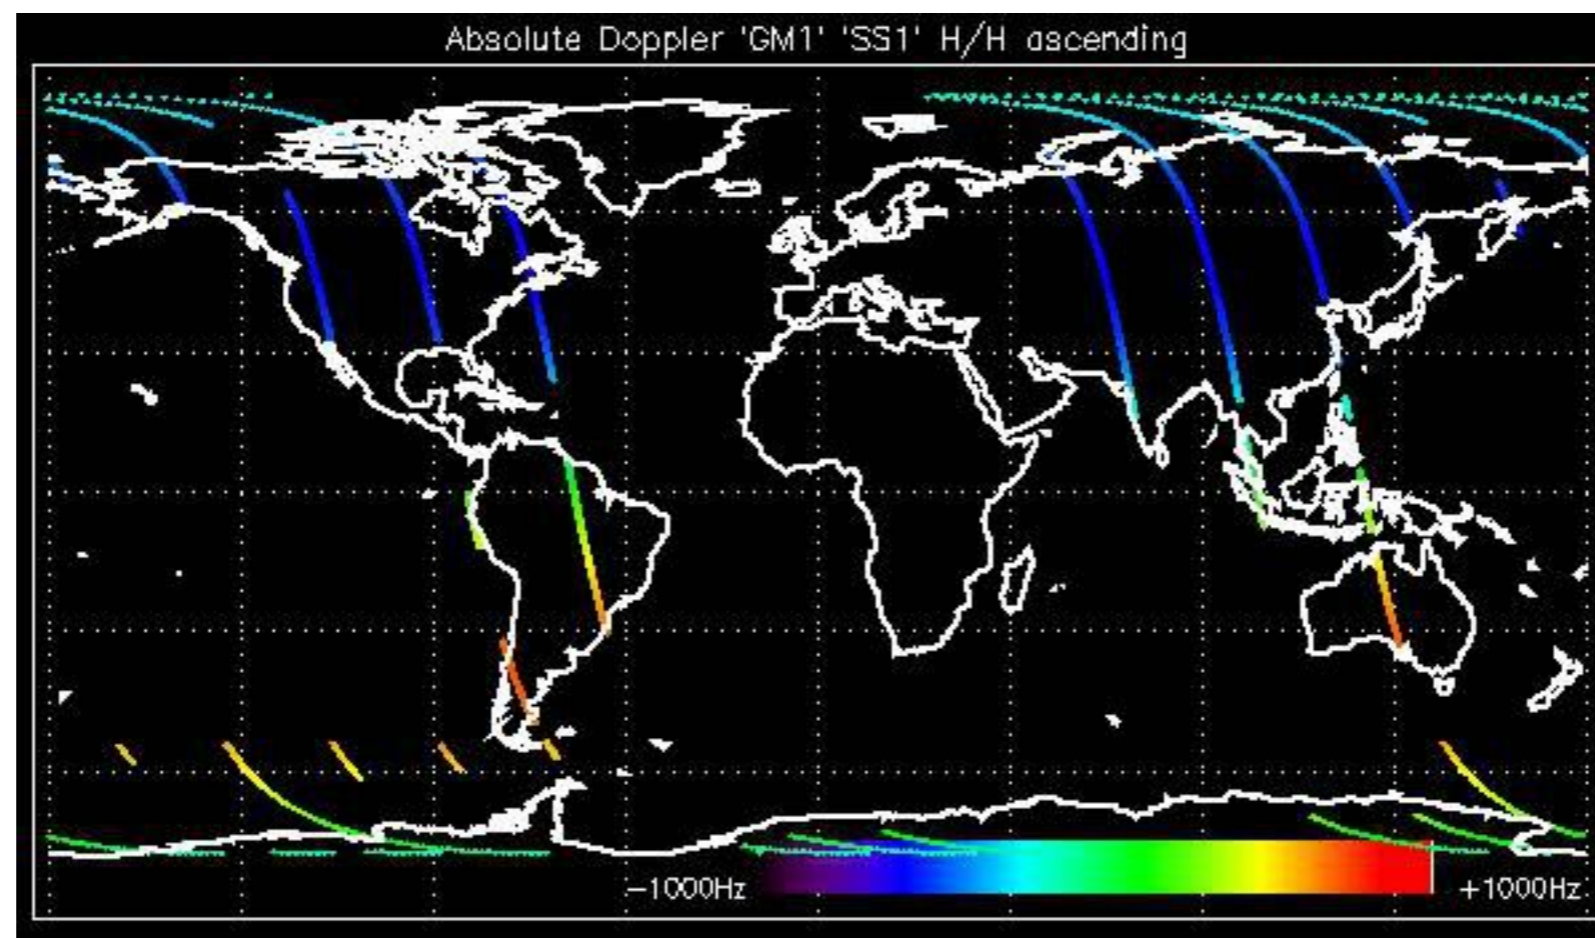 Absolute Doppler 'GM1' 'SS1' H/H ascending
-1000Hz
+1000Hz